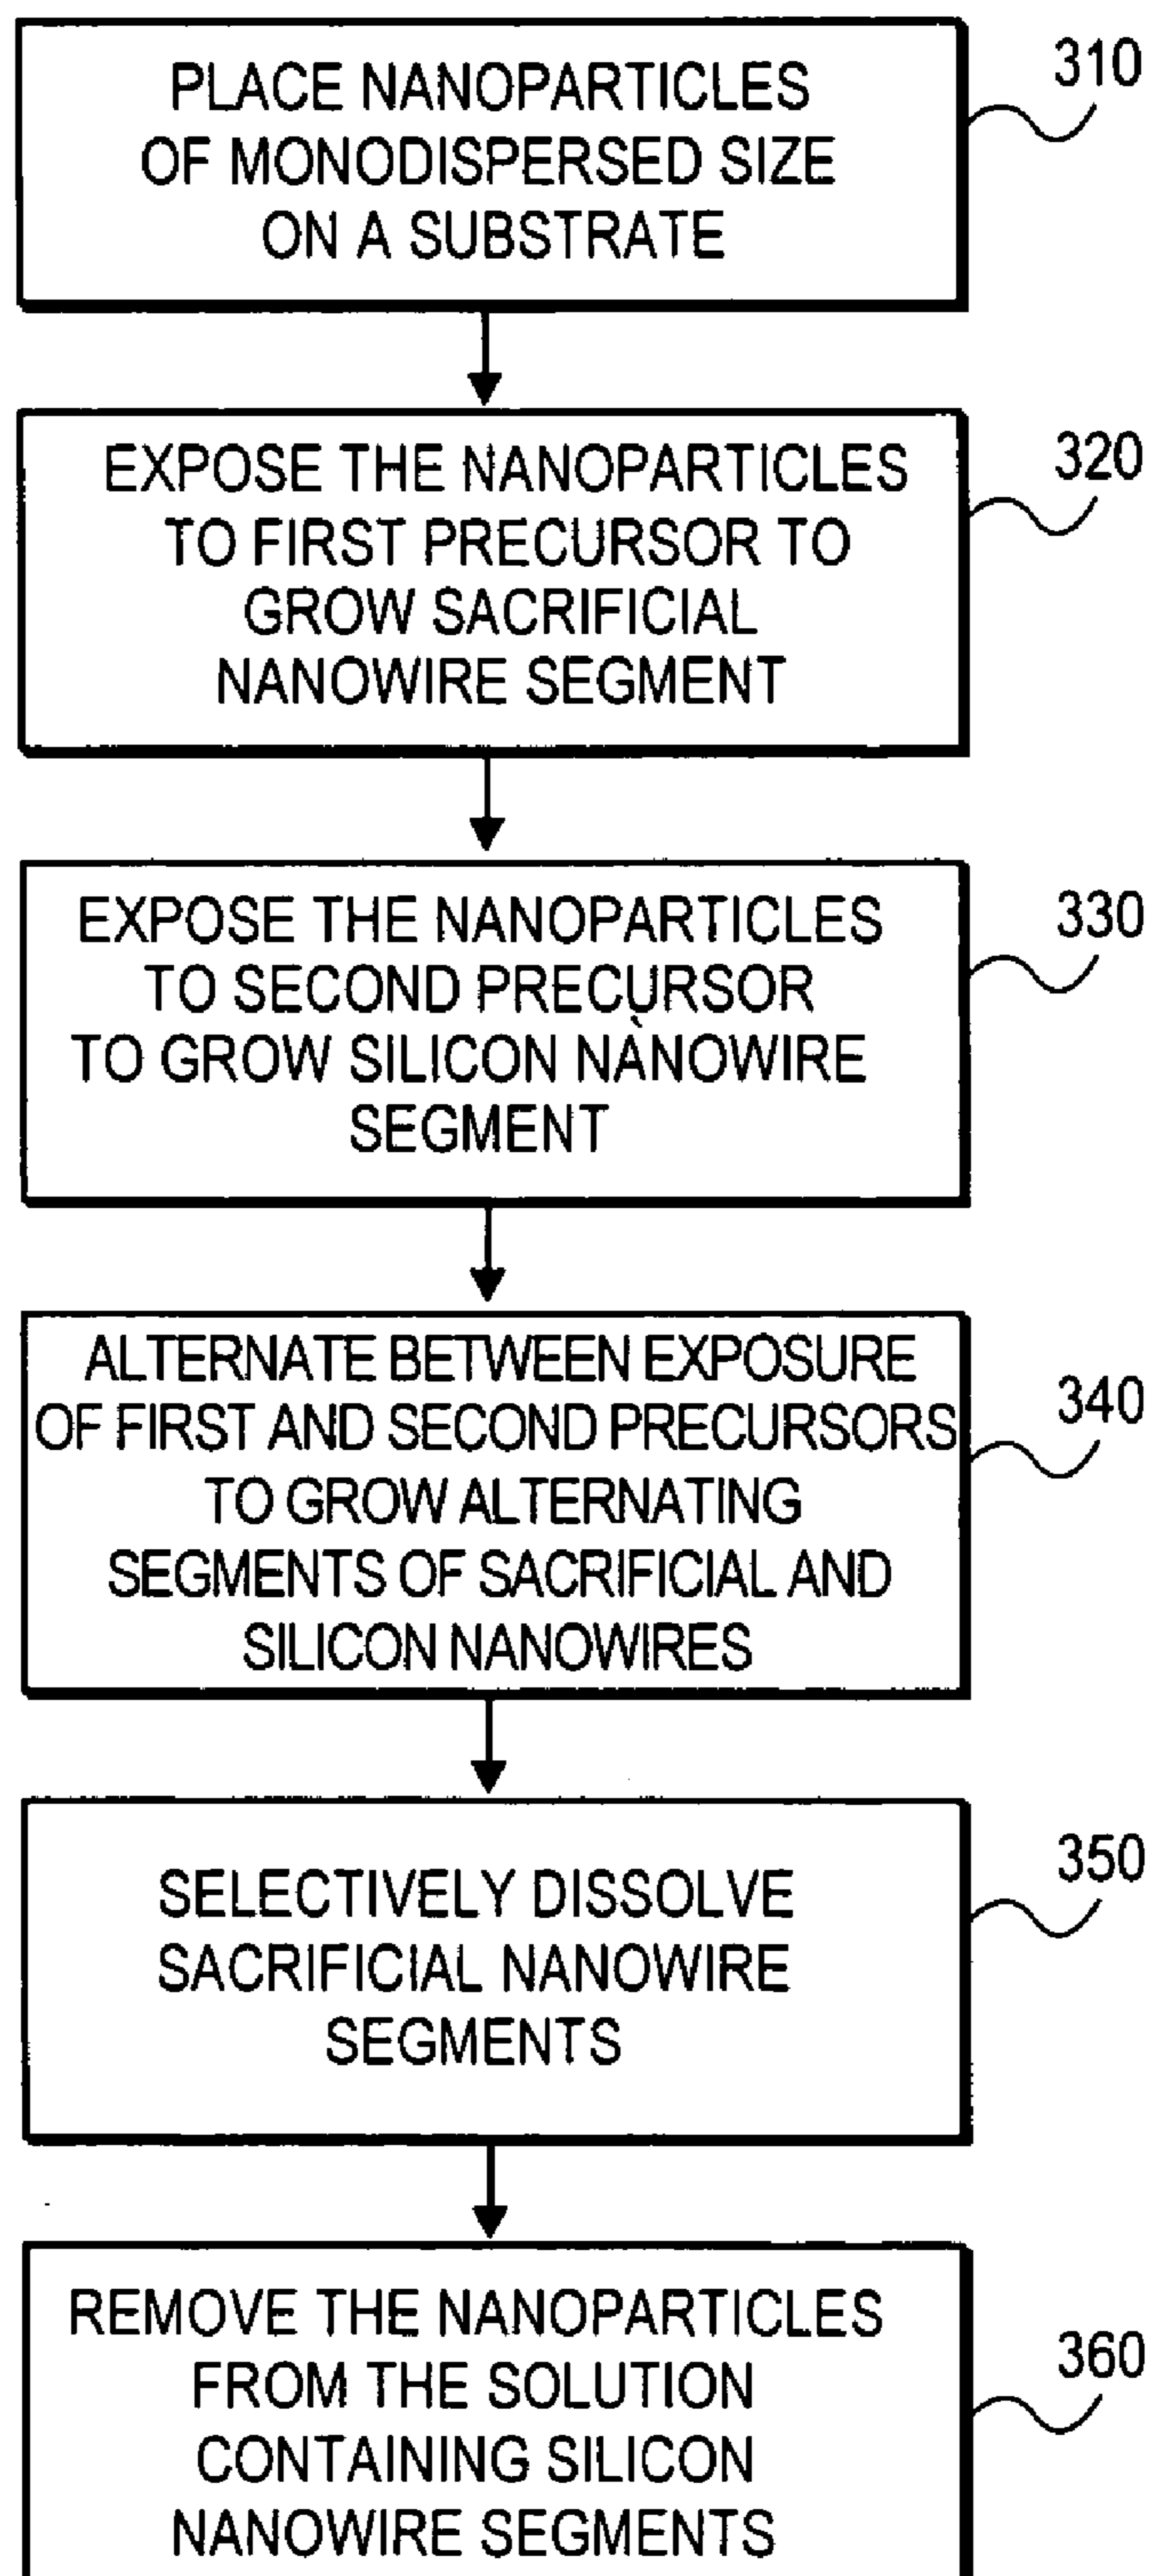 PLACE NANOPARTICLES
OF MONODISPERSED SIZE
ON A SUBSTRATE
310
EXPOSE THE NANOPARTICLES
TO FIRST PRECURSOR TO
GROW SACRIFICIAL
NANOWIRE SEGMENT
320
EXPOSE THE NANOPARTICLES
TO SECOND PRECURSOR
TO GROW SILICON NANOWIRE
SEGMENT
330
ALTERNATE BETWEEN EXPOSURE
OF FIRST AND SECOND PRECURSORS
TO GROW ALTERNATING
SEGMENTS OF SACRIFICIAL AND
SILICON NANOWIRES
340
SELECTIVELY DISSOLVE
SACRIFICIAL NANOWIRE
SEGMENTS
350
REMOVE THE NANOPARTICLES
FROM THE SOLUTION
CONTAINING SILICON
NANOWIRE SEGMENTS
360